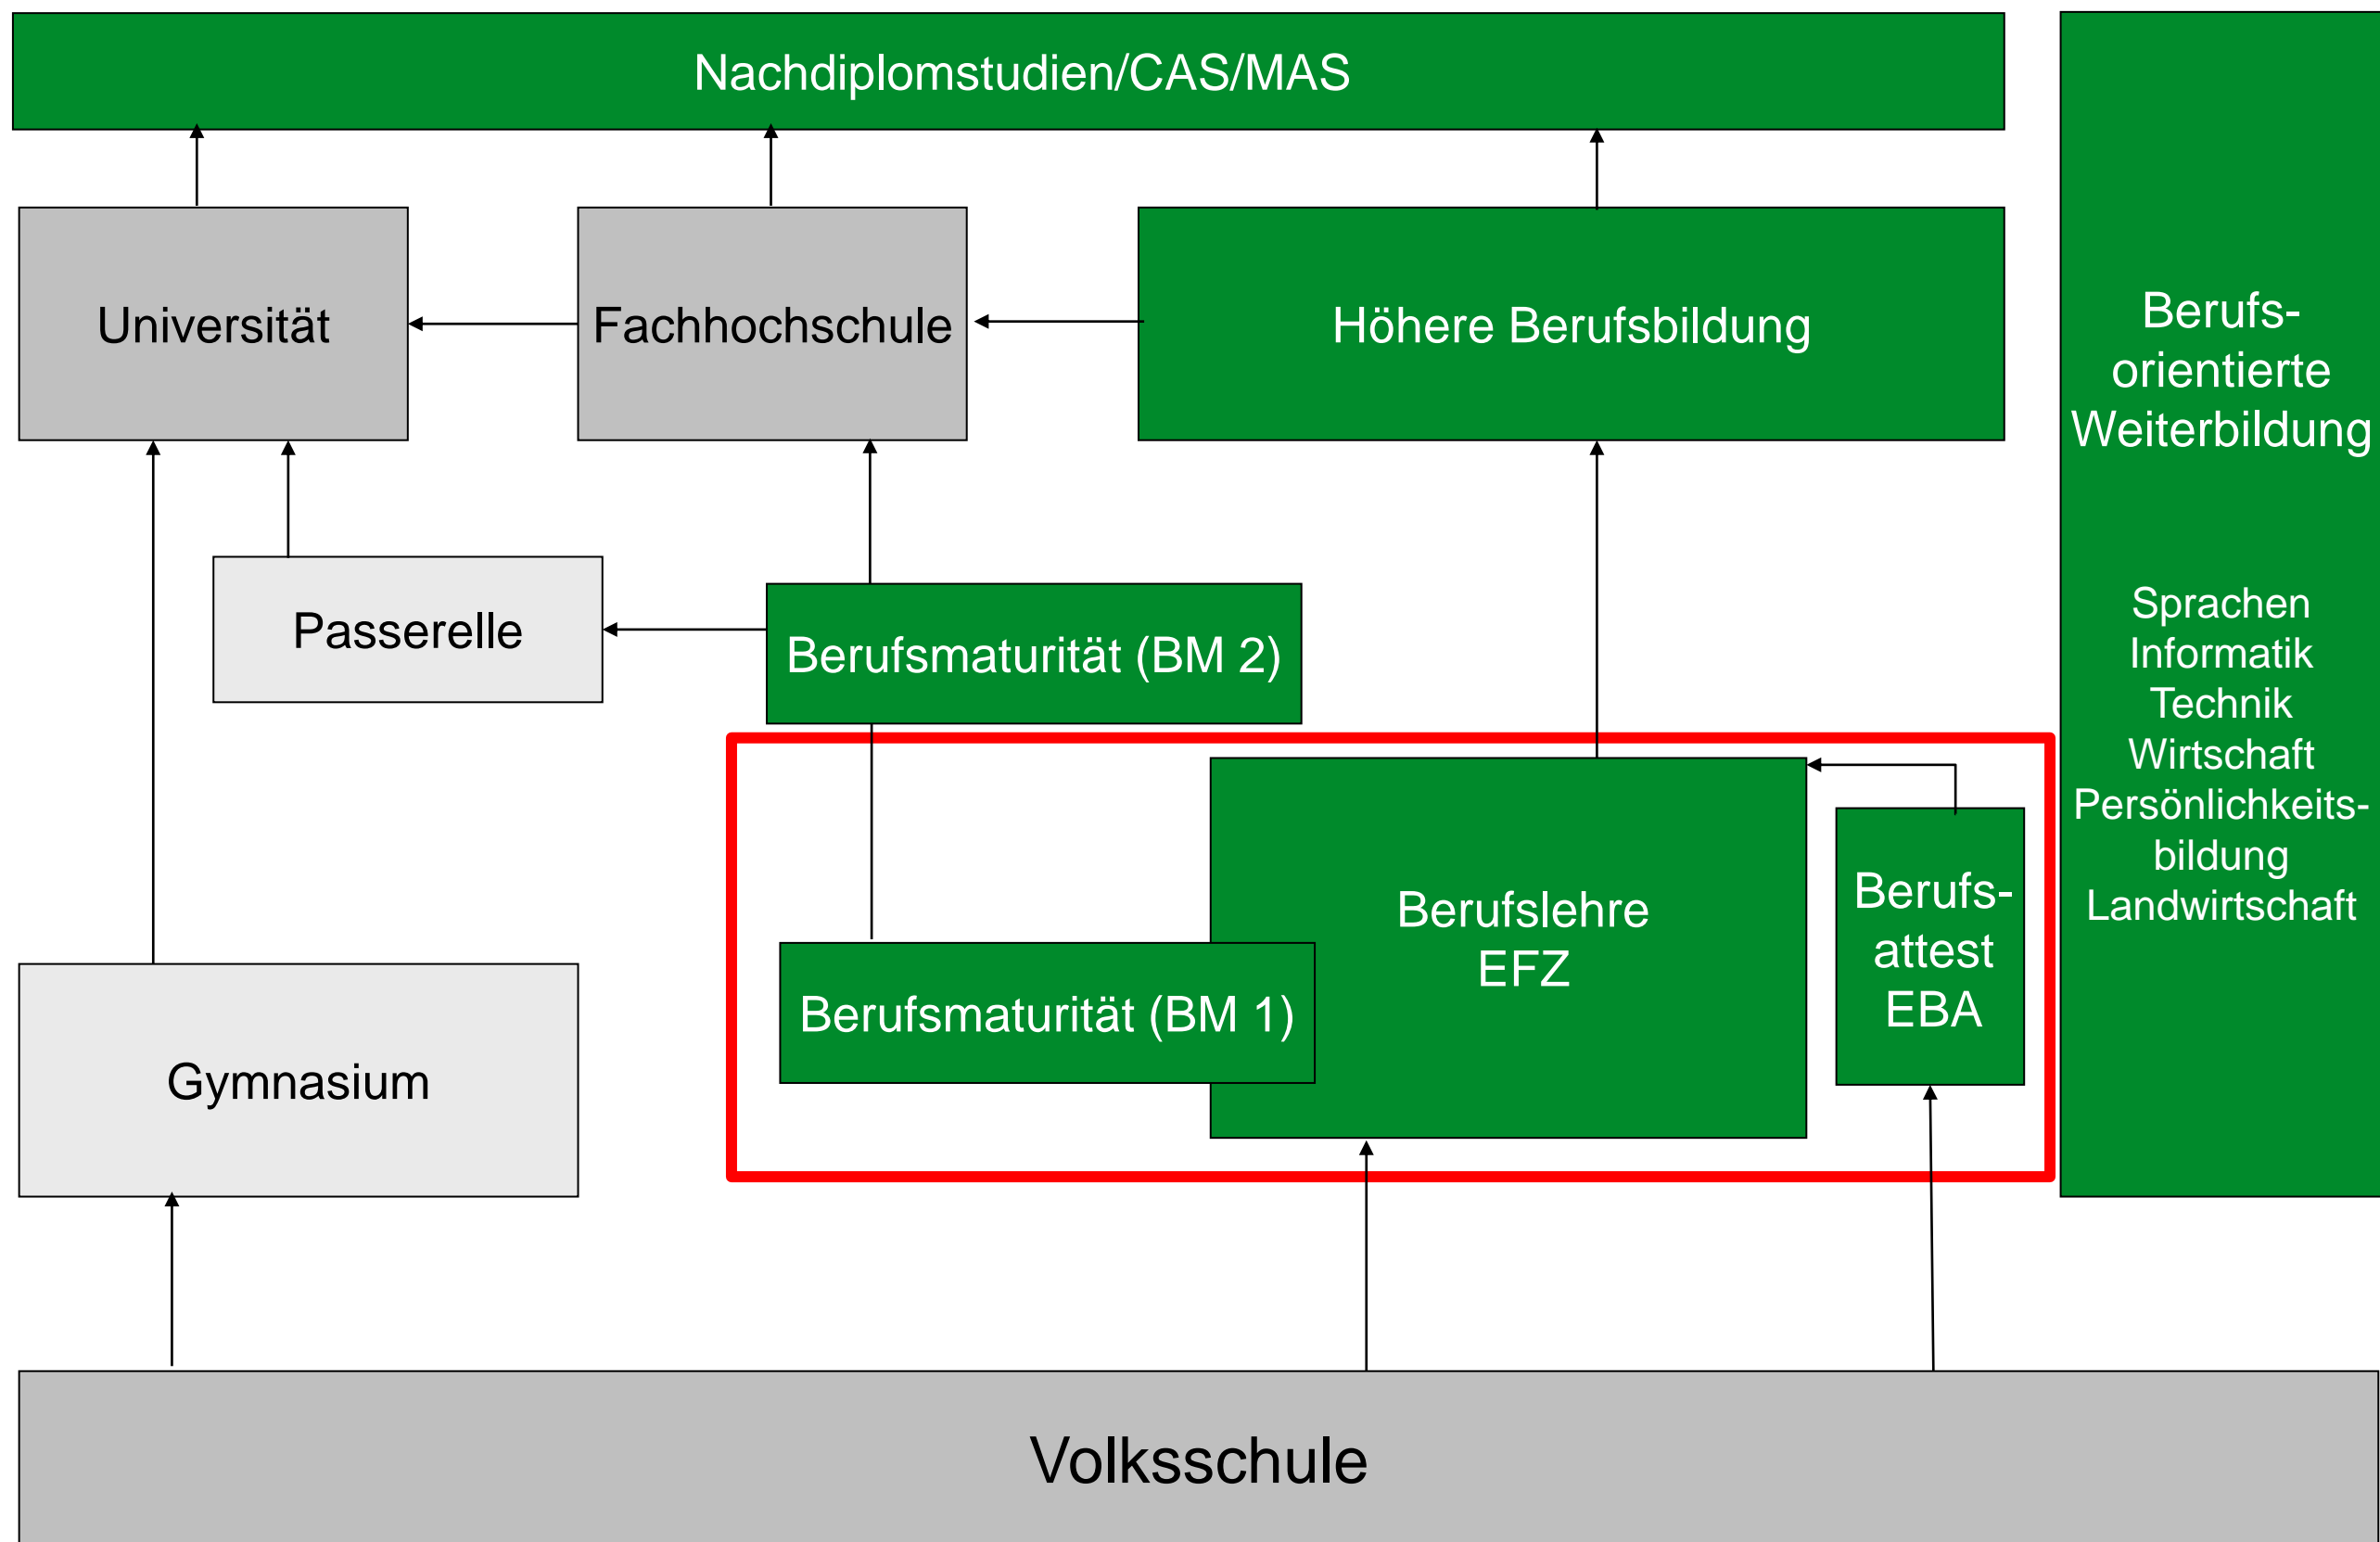 Nachdiplomstudien/CAS/MAS
Universität
Fachhochschule
Höhere Berufsbildung
Berufs-
orientierte
Weiterbildung
Sprachen
Informatik
Technik
Wirtschaft
Persönlichkeits-
bildung
Landwirtschaft
Passerelle
Berufsmaturität (BM 2)
Berufslehre
EFZ
Berufs-
attest
EBA
Berufsmaturität (BM 1)
Gymnasium
Volksschule